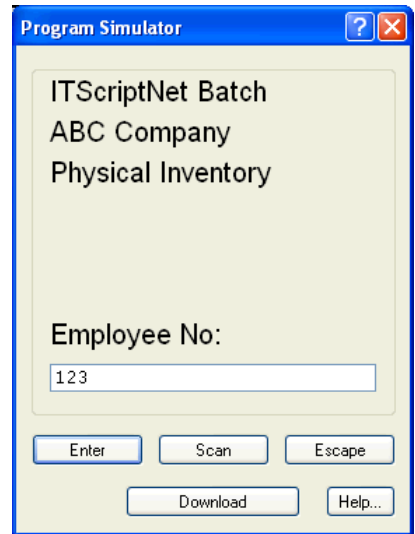 Program Simulator
ITScriptNet Batch
ABC Company
Physical Inventory
Employee No:
123
Enter Scan Escape
Download Help...